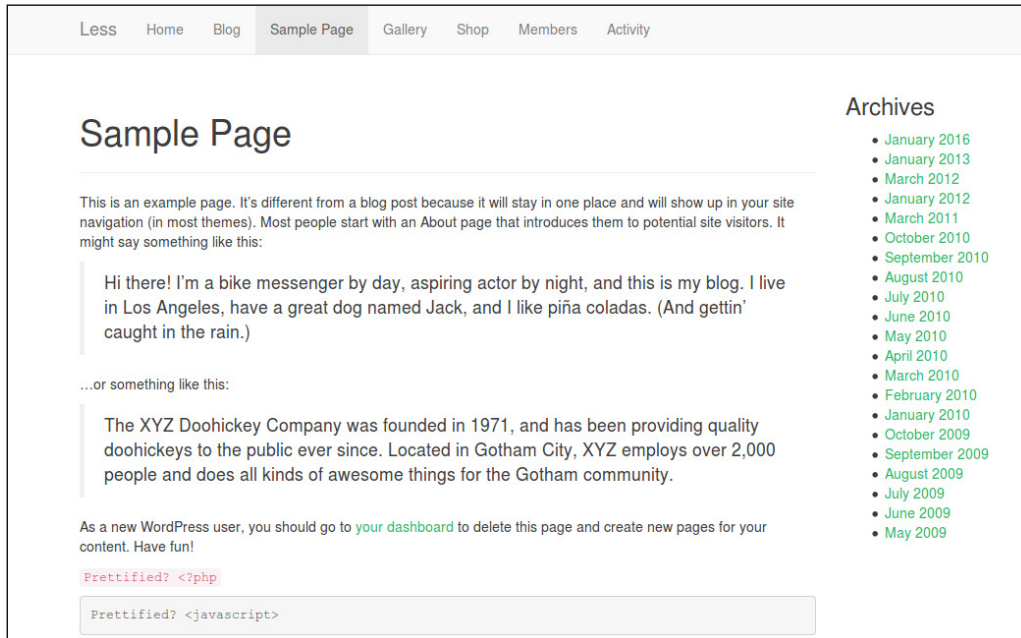 Less Home Blog Sample Page Gallery Shop Members Activity
Sample Page
This is an example page. It’s different from a blog post because it will stay in one place and will show up in your site
navigation (in most themes). Most people start with an About page that introduces them to potential site visitors. It
might say something like this:
Hi there! I’m a bike messenger by day, aspiring actor by night, and this is my blog. I live
in Los Angeles, have a great dog named Jack, and I like piña coladas. (And gettin’
caught in the rain.)
…or something like this:
The XYZ Doohickey Company was founded in 1971, and has been providing quality
doohickeys to the public ever since. Located in Gotham City, XYZ employs over 2,000
people and does all kinds of awesome things for the Gotham community.
As a new WordPress user, you should go to your dashboard to delete this page and create new pages for your
content. Have fun!
Prettified? <?php
Prettified? <javascript>
Archives
January 2016
January 2013
March 2012
January 2012
March 2011
October 2010
September 2010
August 2010
July 2010
June 2010
May 2010
April 2010
March 2010
February 2010
January 2010
October 2009
September 2009
August 2009
July 2009
June 2009
May 2009